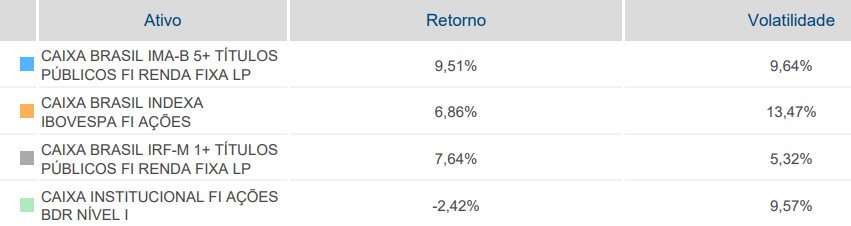 Ativo Retorno Volatilidade
CAIXA BRASIL IMA-B 5+ TÍTULOS
PÚBLICOS FI RENDA FIXA LP
9,51% 9,64%
CAIXA BRASIL INDEXA
IBOVESPA FI AÇÕES
6,86% 13,47%
CAIXA BRASIL IRF-M 1+ TÍTULOS
PÚBLICOS FI RENDA FIXA LP
7,64% 5,32%
CAIXA INSTITUCIONAL FI AÇÕES
BDR NÍVEL I
-2,42% 9,57%